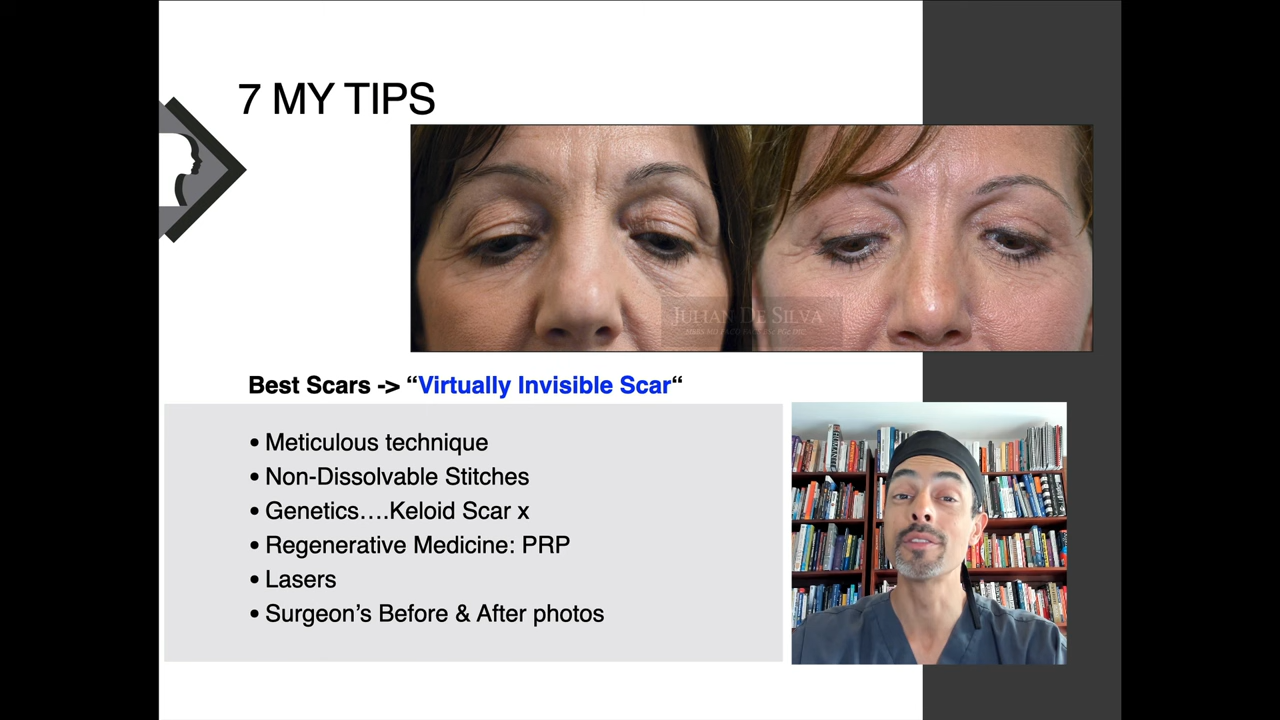 7 MY TIPS
JULIAN DE SILVA
Best Scars -> “Virtually Invisible Scar“
• Meticulous technique
• Non-Dissolvable Stitches
• Genetics….Keloid Scar x
• Regenerative Medicine: PRP
• Lasers
• Surgeon’s Before & After photos